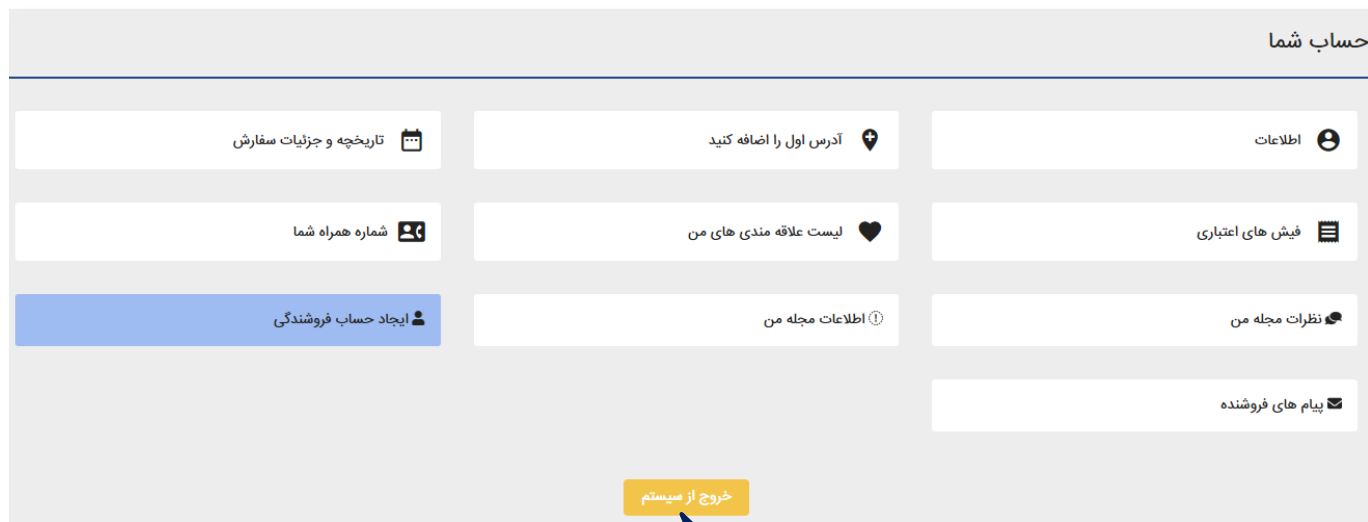 حساب شما
اطلاعات
آدرس اول را اضافه کنید
تاریخچه و جزئیات سفارش
فیش های اعتباری
لیست علاقه مندی های من
شماره همراه شما
نظرات مجله من
اطلاعات مجله من
ایجاد حساب فروشندگی
پیام های فروشنده
خروج از سیستم